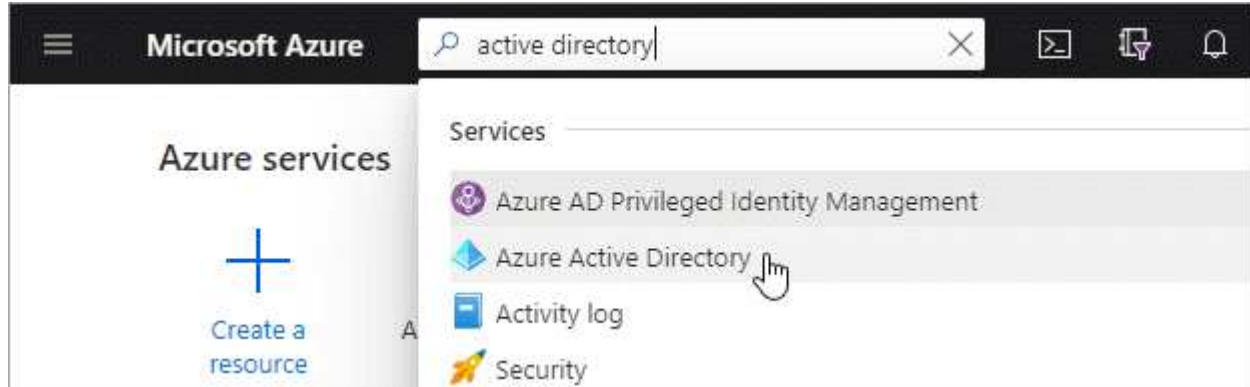 Microsoft Azure
active directory
Services
Azure services
Azure AD Privileged Identity Management
Azure Active Directory
Activity log
Create a
resource
A
Security